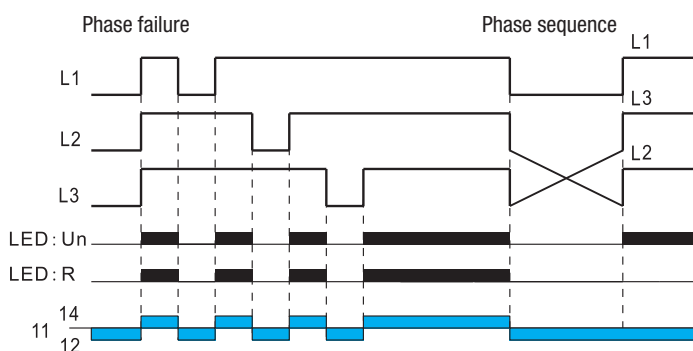 Phase failure
Phase sequence
L1
L1
L3
L2
L2
L3
LED: Un
LED: R
14
11
12